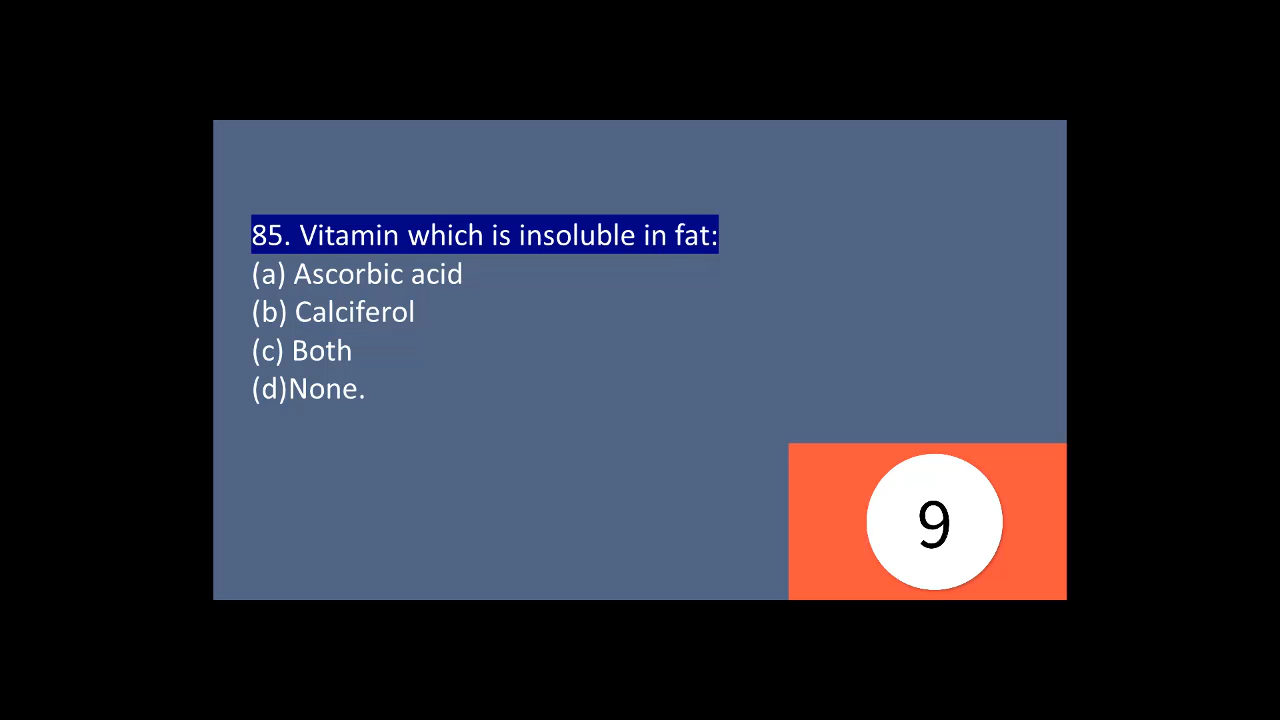 85. Vitamin which is insoluble in fat:
(a) Ascorbic acid
(b) Calciferol
(c) Both
(d)None.
9